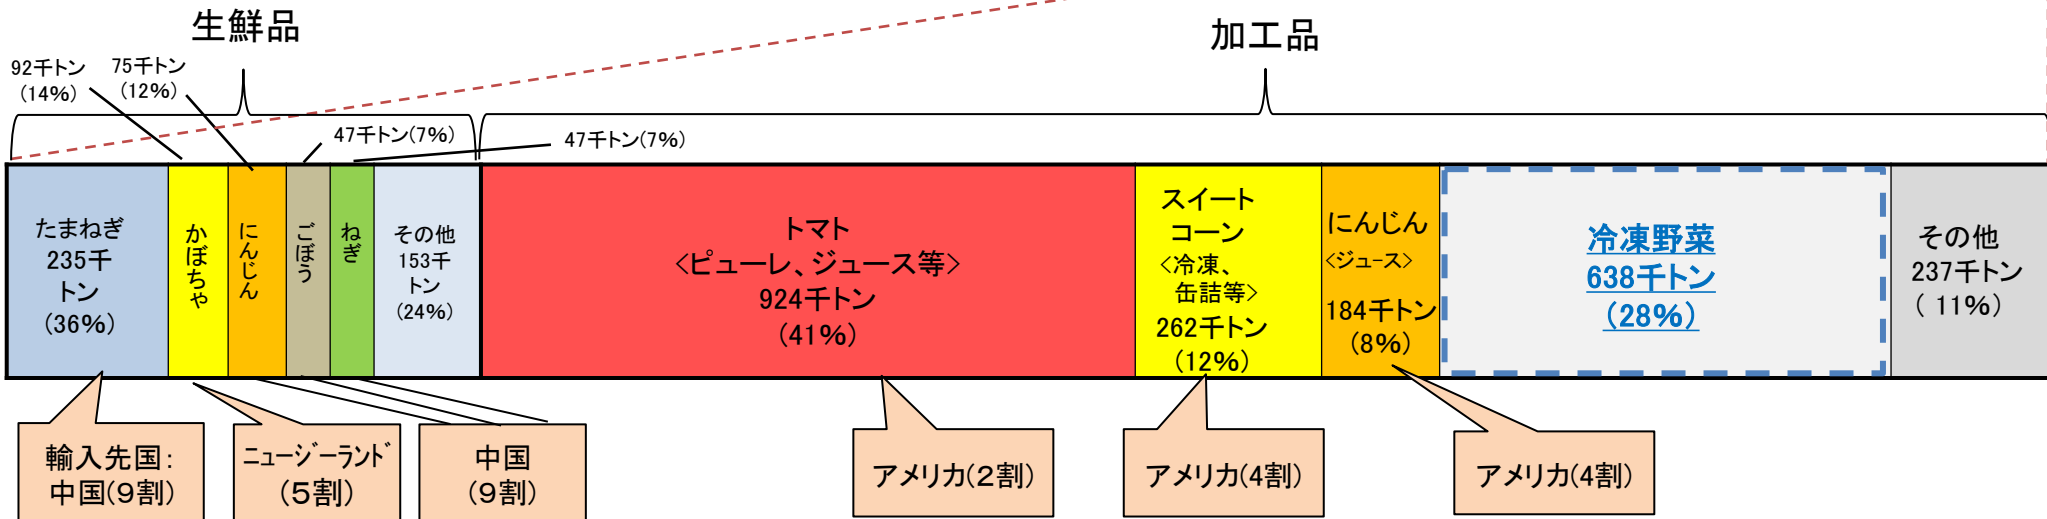 生鮮品
加工品
92千トン
(14%)
75千トン
(12%)
47千トン(7%)
47千トン(7%)
たまねぎ
235千
トン
(36%)
かぼちゃ
にんじん
ごぼう
ねぎ
その他
153千
トン
(24%)
トマト
<ピューレ、ジュース等>
924千トン
(41%)
スイート
コーン
<冷凍、
缶詰等>
262千トン
(12%)
にんじん
<ジュース>
184千トン
(8%)
冷凍野菜
638千トン
(28%)
その他
237千トン
( 11%)
輸入先国:
中国(9割)
ニュージーランド
(5割)
中国
(9割)
アメリカ(2割)
アメリカ(4割)
アメリカ(4割)